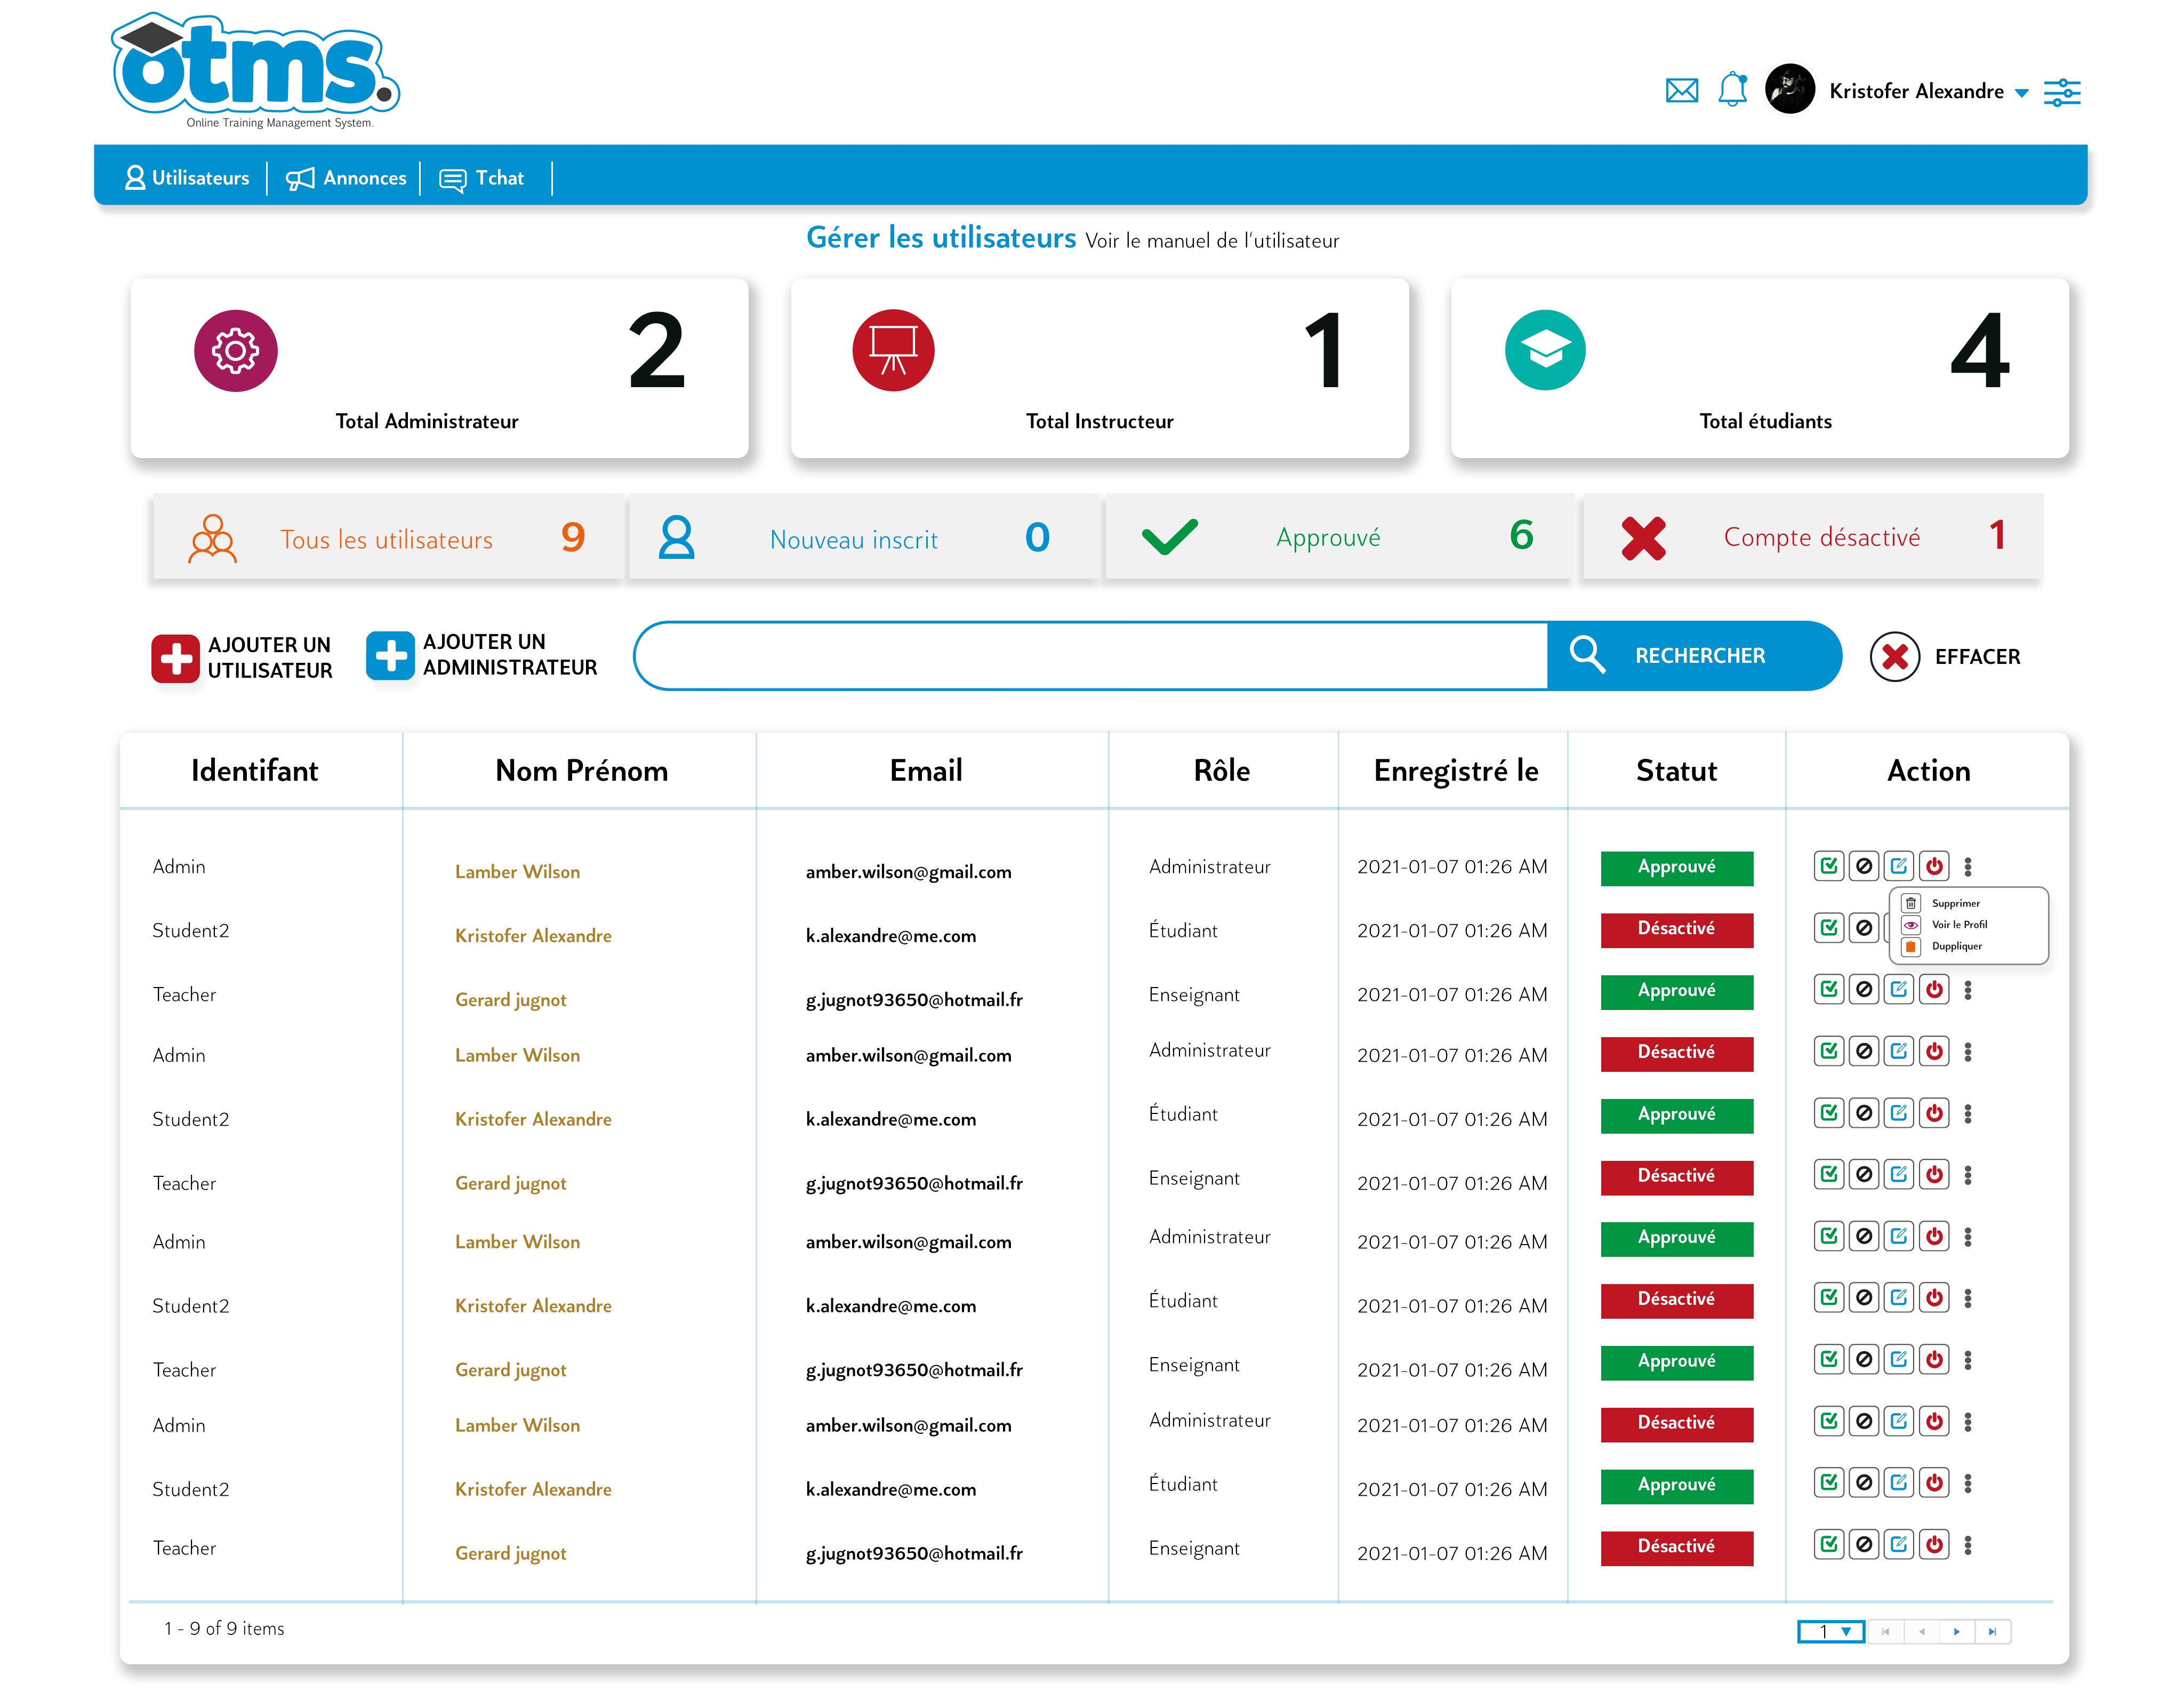 otms.
Online Training Management System.
Kristofer Alexandre
Utilisateurs Annonces Tchat
Gérer les utilisateurs Voir le manuel de l'utilisateur
2 1 4
Total Administrateur Total Instructeur Total étudiants
Tous les utilisateurs 9 Nouveau inscrit 0 Approuvé 6 Compte désactivé 1
AJOUTER UN
UTILISATEUR
AJOUTER UN
ADMINISTRATEUR
RECHERCHER
EFFACER
Identifant Nom Prénom Email Rôle Enregistré le Statut Action
Admin Lamber Wilson amber.wilson@gmail.com Administrateur 2021-01-07 01:26 AM Approuvé
Supprimer
Voir le Profil
Duppliquer
Student2 Kristofer Alexandre k.alexandre@me.com Étudiant 2021-01-07 01:26 AM Désactivé
Teacher Gerard jugnot g.jugnot93650@hotmail.fr Enseignant 2021-01-07 01:26 AM Approuvé
Admin Lamber Wilson amber.wilson@gmail.com Administrateur 2021-01-07 01:26 AM Désactivé
Student2 Kristofer Alexandre k.alexandre@me.com Étudiant 2021-01-07 01:26 AM Approuvé
Teacher Gerard jugnot g.jugnot93650@hotmail.fr Enseignant 2021-01-07 01:26 AM Désactivé
Admin Lamber Wilson amber.wilson@gmail.com Administrateur 2021-01-07 01:26 AM Approuvé
Student2 Kristofer Alexandre k.alexandre@me.com Étudiant 2021-01-07 01:26 AM Désactivé
Teacher Gerard jugnot g.jugnot93650@hotmail.fr Enseignant 2021-01-07 01:26 AM Approuvé
Admin Lamber Wilson amber.wilson@gmail.com Administrateur 2021-01-07 01:26 AM Désactivé
Student2 Kristofer Alexandre k.alexandre@me.com Étudiant 2021-01-07 01:26 AM Approuvé
Teacher Gerard jugnot g.jugnot93650@hotmail.fr Enseignant 2021-01-07 01:26 AM Désactivé
1 - 9 of 9 items 1